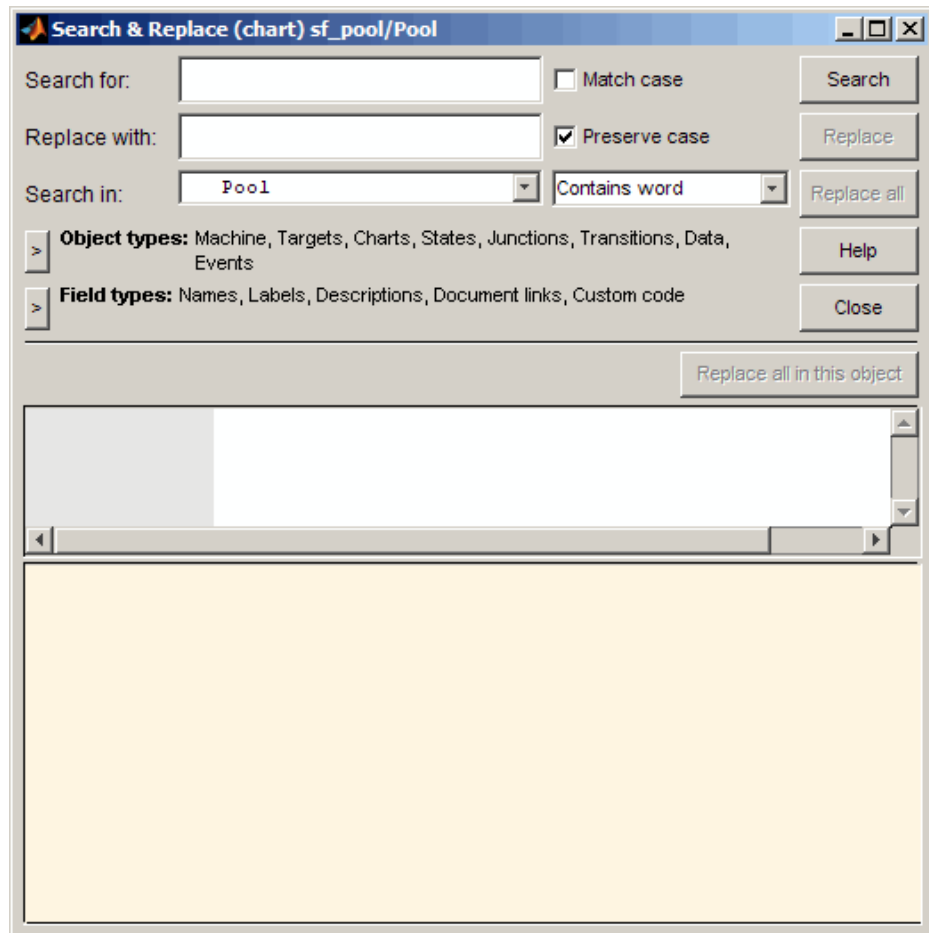 Search & Replace (chart) sf_pool/Pool
Search for:
Match case
Search
Replace with:
Preserve case
Replace
Search in:
Pool
Contains word
Replace all
> Object types: Machine, Targets, Charts, States, Junctions, Transitions, Data,
Events
Help
> Field types: Names, Labels, Descriptions, Document links, Custom code
Close
Replace all in this object